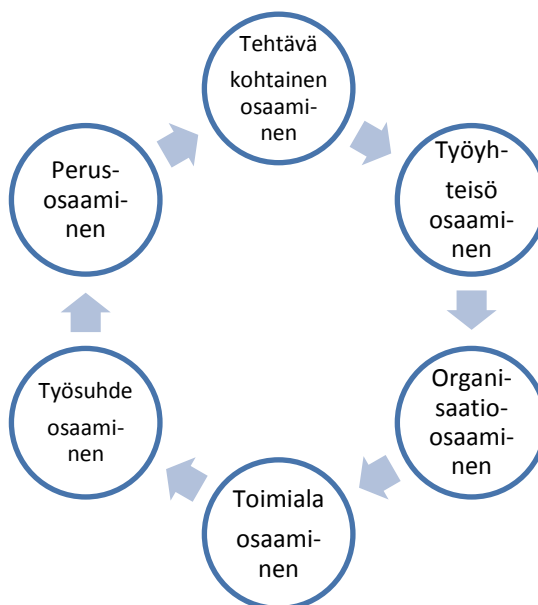 Tehtävä
kohtainen
osaami-
nen
Työyh-
teisö
osaami-
nen
Organi-
saatio-
osaami-
nen
Toimiala
osaami-
nen
Työsuhde
osaami-
nen
Perus-
osaami-
nen